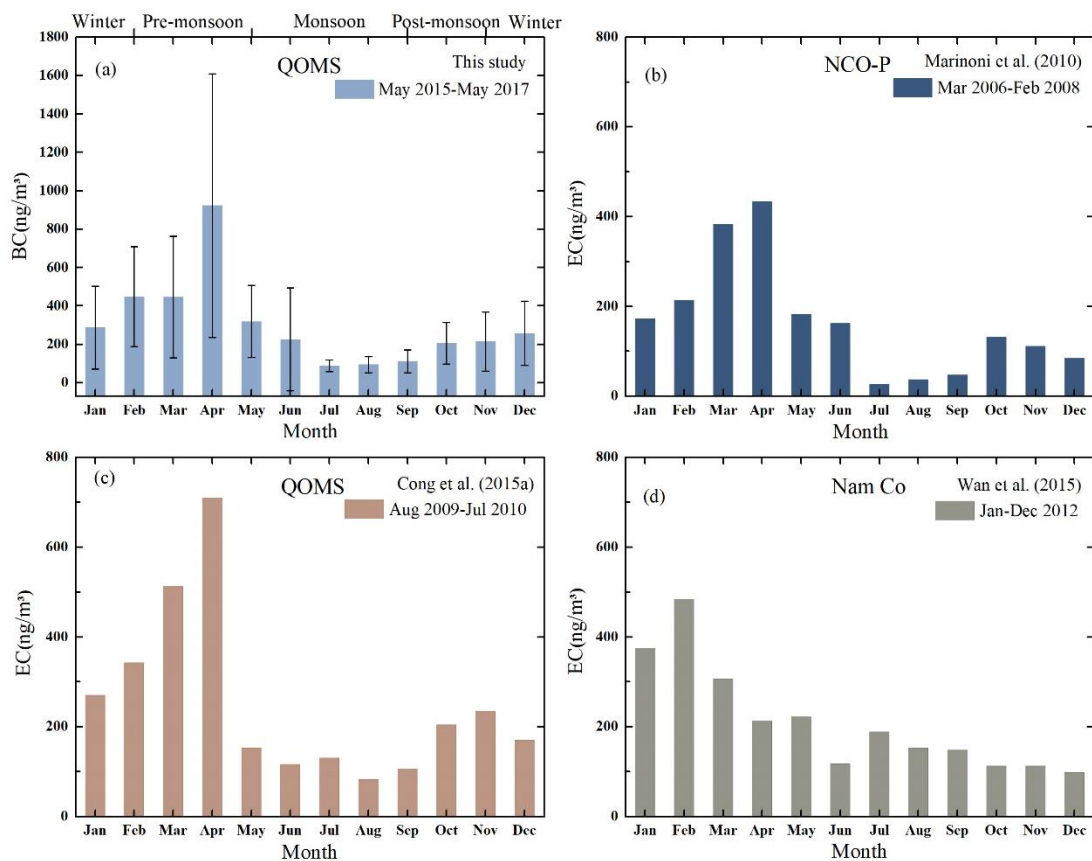 Winter Pre-monsoon Monsoon Post-monsoon Winter
(a)
QOMS
This study
May 2015-May 2017
1800
1600
1400
1200
1000
800
600
400
200
0
BC(ng/m³)
Jan Feb Mar Apr May Jun Jul Aug Sep Oct Nov Dec
Month
(b)
NCO-P
Marinoni et al. (2010)
Mar 2006-Feb 2008
800
600
400
200
0
EC(ng/m³)
Jan Feb Mar Apr May Jun Jul Aug Sep Oct Nov Dec
Month
(c)
QOMS
Cong et al. (2015a)
Aug 2009-Jul 2010
800
600
400
200
0
EC(ng/m³)
Jan Feb Mar Apr May Jun Jul Aug Sep Oct Nov Dec
Month
(d)
Nam Co
Wan et al. (2015)
Jan-Dec 2012
800
600
400
200
0
EC(ng/m³)
Jan Feb Mar Apr May Jun Jul Aug Sep Oct Nov Dec
Month